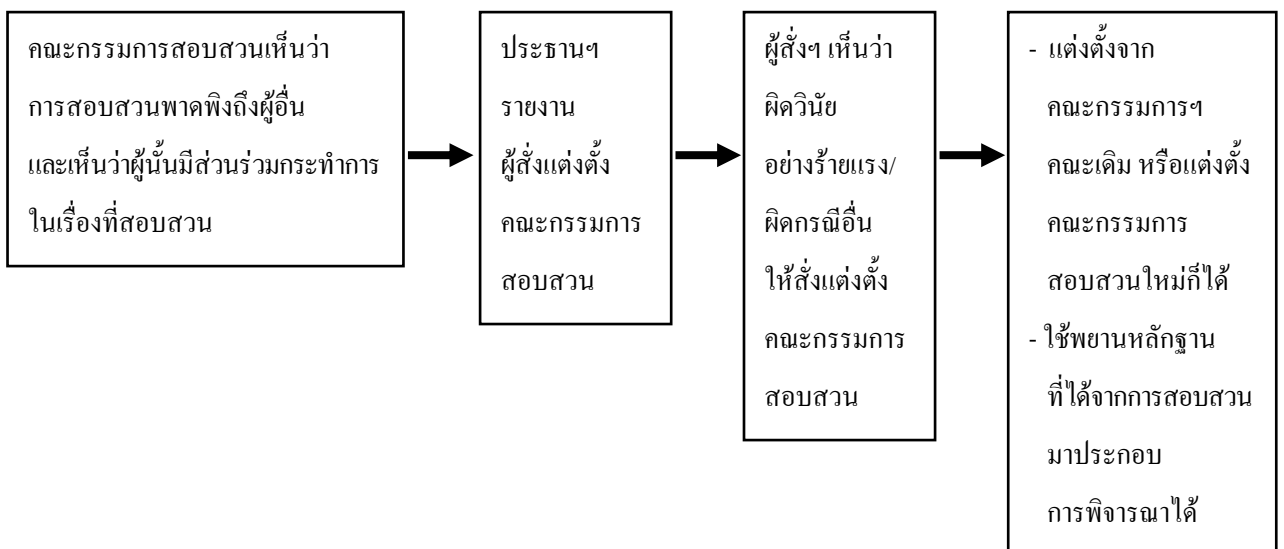 คณะกรรมการสอบสวนเห็นว่า
การสอบสวนพาดพิงถึงผู้อื่น
และเห็นว่าผู้นั้นมีส่วนร่วมกระทำการ
ในเรื่องที่สอบสวน
ประธานฯ
รายงาน
ผู้สั่งแต่งตั้ง
คณะกรรมการ
สอบสวน
ผู้สั่งฯ เห็นว่า
ผิดวินัย
อย่างร้ายแรง/
ผิดกรณีอื่น
ให้สั่งแต่งตั้ง
คณะกรรมการ
สอบสวน
- แต่งตั้งจาก
คณะกรรมการฯ
คณะเดิม หรือแต่งตั้ง
คณะกรรมการ
สอบสวนใหม่ก็ได้
- ใช้พยานหลักฐาน
ที่ได้จากการสอบสวน
มาประกอบ
การพิจารณาได้